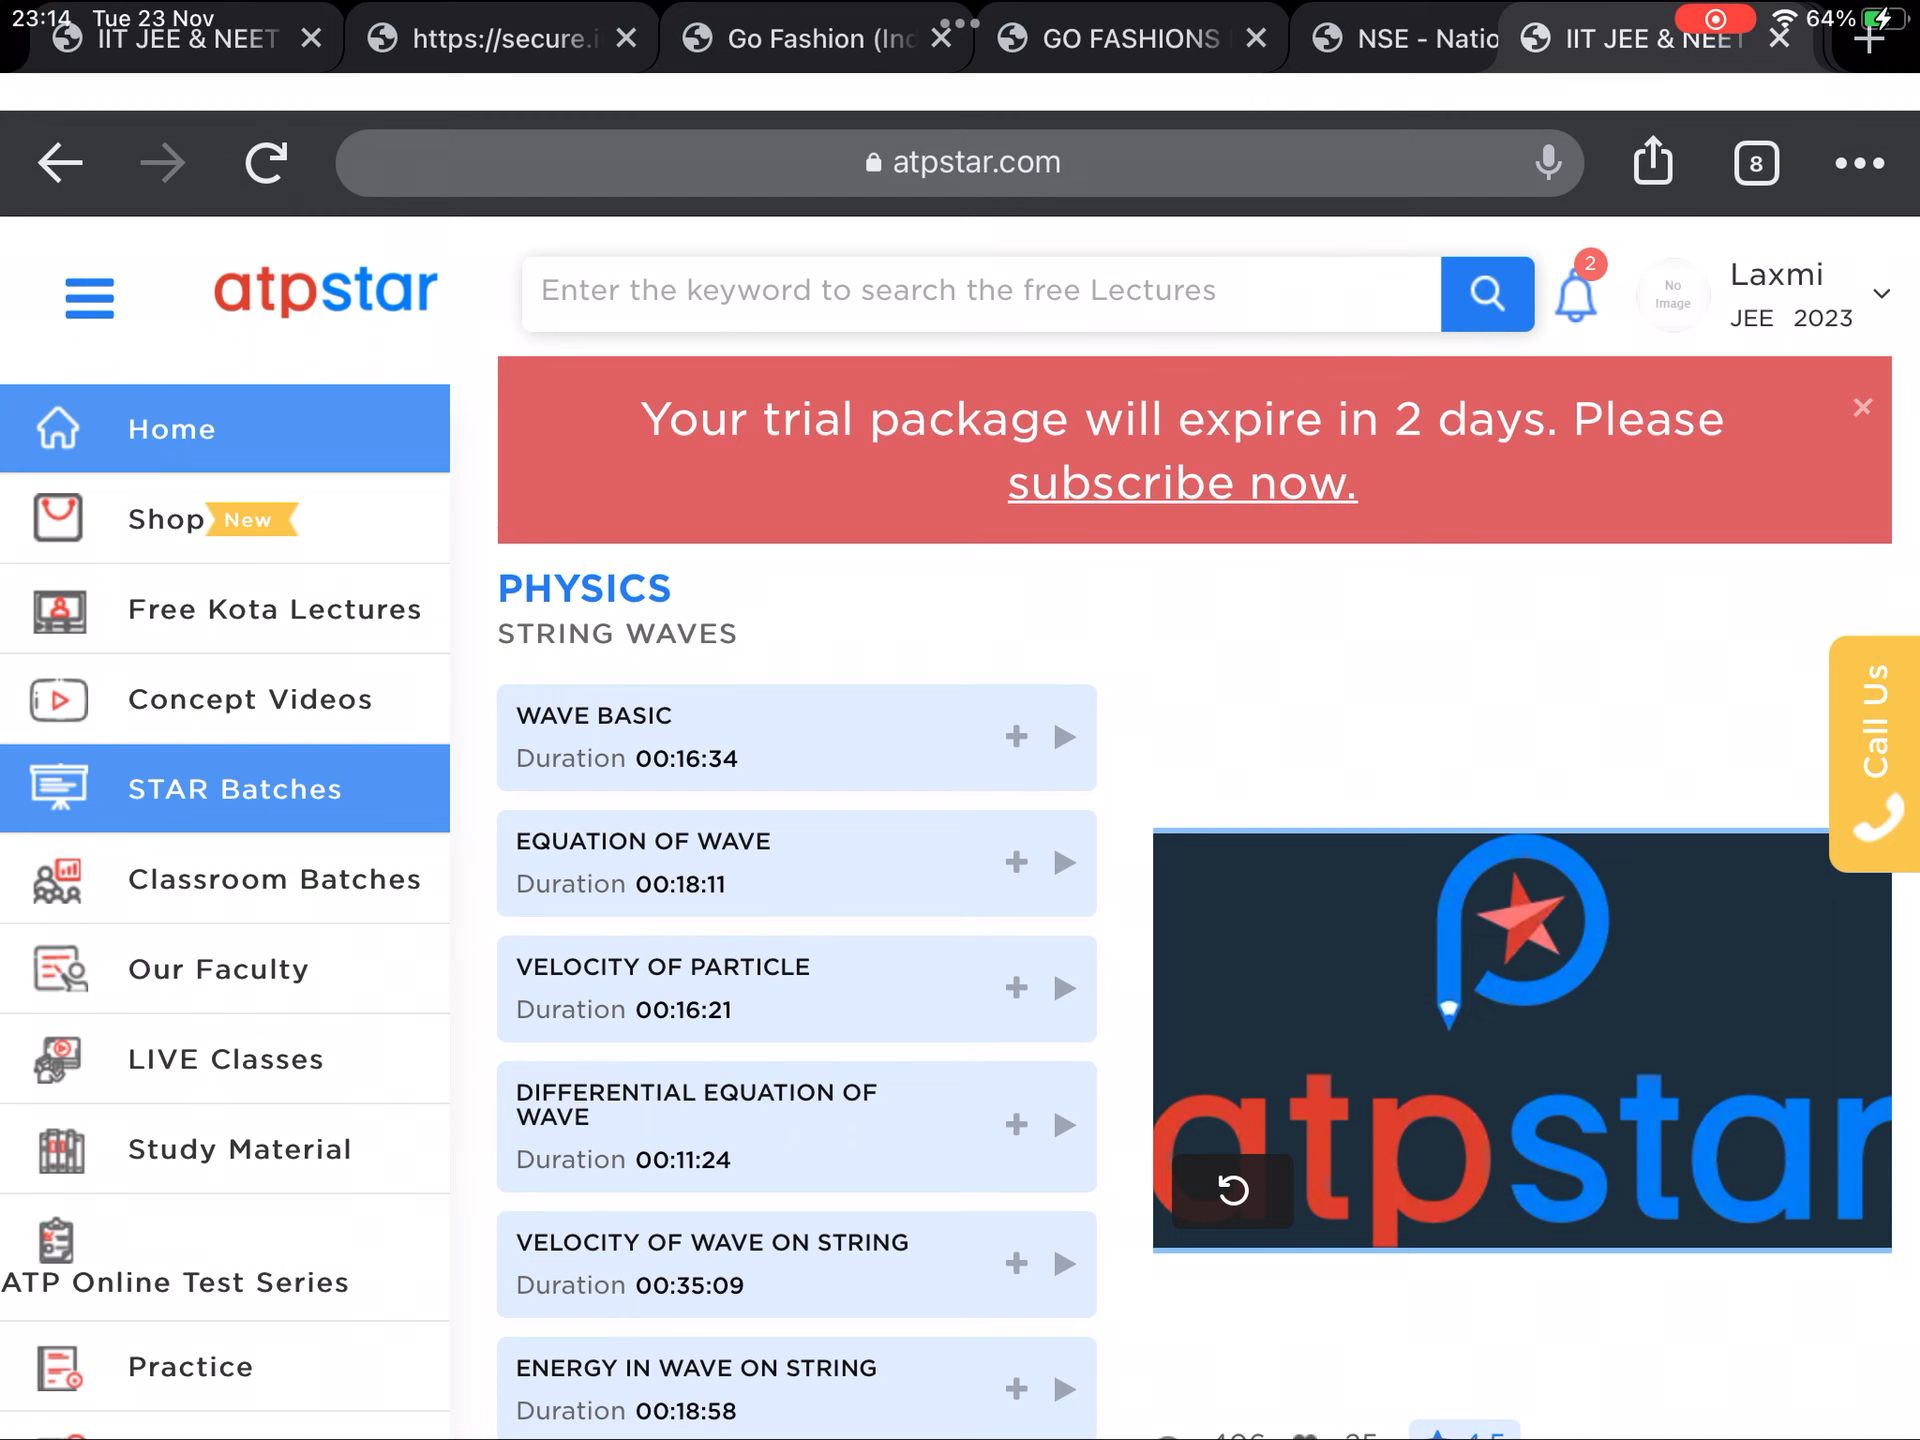 23:14 Tue 23 Nov
64%
IIT JEE & NEET
https://secure.i
Go Fashion (Ind
GO FASHIONS
NSE - Natio
IIT JEE & NEET
atpstar.com
8
atpstar
Enter the keyword to search the free Lectures
2
No
Image
Laxmi
JEE 2023
Your trial package will expire in 2 days. Please
subscribe now.
Home
Shop New
Free Kota Lectures
Concept Videos
STAR Batches
Classroom Batches
Our Faculty
LIVE Classes
Study Material
ATP Online Test Series
Practice
PHYSICS
STRING WAVES
WAVE BASIC
Duration 00:16:34
EQUATION OF WAVE
Duration 00:18:11
VELOCITY OF PARTICLE
Duration 00:16:21
DIFFERENTIAL EQUATION OF
WAVE
Duration 00:11:24
VELOCITY OF WAVE ON STRING
Duration 00:35:09
ENERGY IN WAVE ON STRING
Duration 00:18:58
Call Us
atpstar